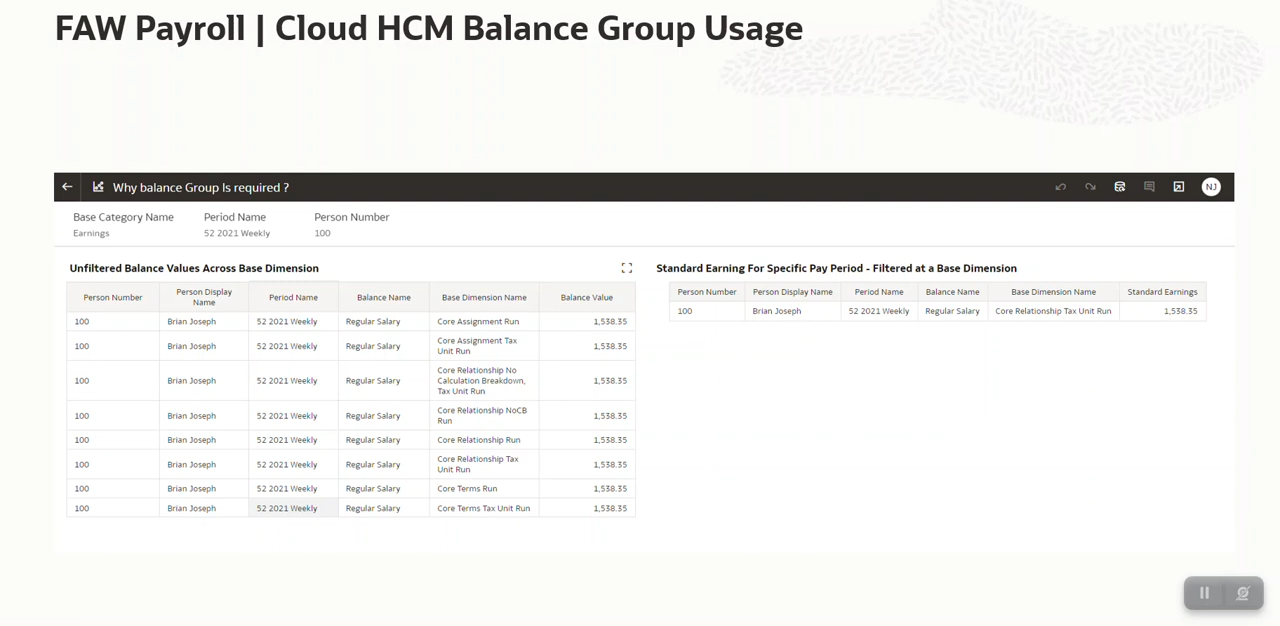 FAW Payroll | Cloud HCM Balance Group Usage
Why balance Group Is required ?
NJ
Base Category Name Period Name Person Number
Earnings 52 2021 Weekly 100
Unfiltered Balance Values Across Base Dimension
Person Number Person Display Name Period Name Balance Name Base Dimension Name Balance Value
100 Brian Joseph 52 2021 Weekly Regular Salary Core Assignment Run 1,538.35
100 Brian Joseph 52 2021 Weekly Regular Salary Core Assignment Tax Unit Run 1,538.35
100 Brian Joseph 52 2021 Weekly Regular Salary Core Relationship No Calculation Breakdown, Tax Unit Run 1,538.35
100 Brian Joseph 52 2021 Weekly Regular Salary Core Relationship NoCB Run 1,538.35
100 Brian Joseph 52 2021 Weekly Regular Salary Core Relationship Run 1,538.35
100 Brian Joseph 52 2021 Weekly Regular Salary Core Relationship Tax Unit Run 1,538.35
100 Brian Joseph 52 2021 Weekly Regular Salary Core Terms Run 1,538.35
100 Brian Joseph 52 2021 Weekly Regular Salary Core Terms Tax Unit Run 1,538.35
Standard Earning For Specific Pay Period - Filtered at a Base Dimension
Person Number Person Display Name Period Name Balance Name Base Dimension Name Standard Earnings
100 Brian Joseph 52 2021 Weekly Regular Salary Core Relationship Tax Unit Run 1,538.35